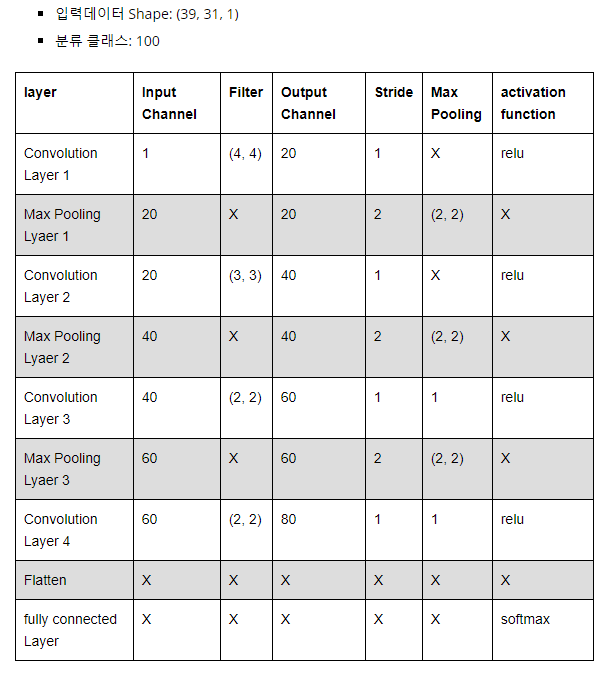 입력데이터 Shape: (39, 31, 1)
분류 클래스: 100
layer Input Channel Filter Output Channel Stride Max Pooling activation function
Convolution Layer 1 1 (4, 4) 20 1 X relu
Max Pooling Lyaer 1 20 X 20 2 (2, 2) X
Convolution Layer 2 20 (3, 3) 40 1 X relu
Max Pooling Lyaer 2 40 X 40 2 (2, 2) X
Convolution Layer 3 40 (2, 2) 60 1 1 relu
Max Pooling Lyaer 3 60 X 60 2 (2, 2) X
Convolution Layer 4 60 (2, 2) 80 1 1 relu
Flatten X X X X X X
fully connected Layer X X X X X softmax